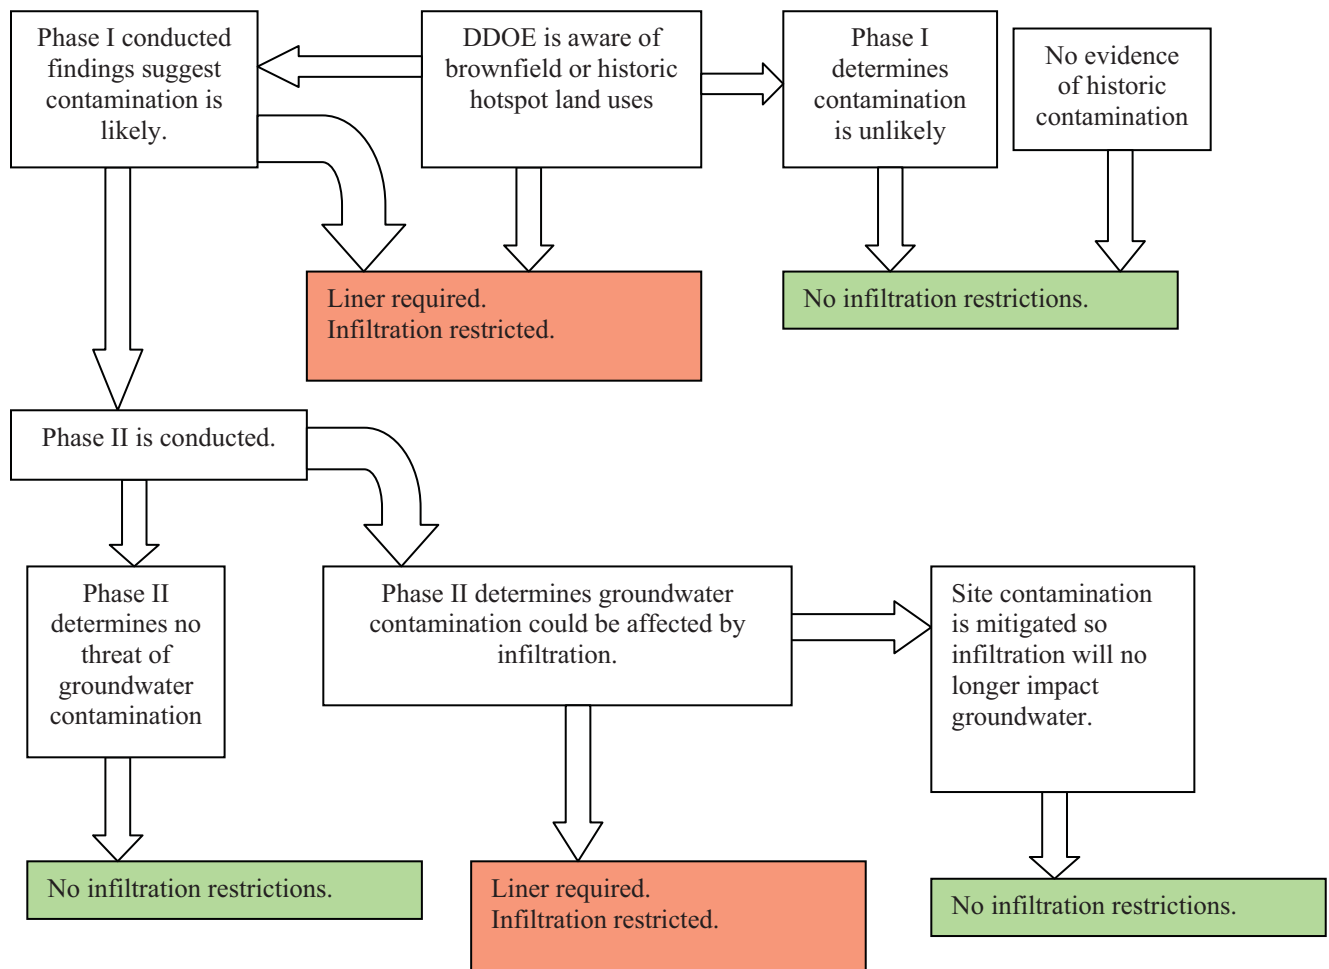 Phase I conducted
findings suggest
contamination is
likely.
DDOE is aware of
brownfield or historic
hotspot land uses
Phase I
determines
contamination
is unlikely
No evidence
of historic
contamination
Liner required.
Infiltration restricted.
No infiltration restrictions.
Phase II is conducted.
Phase II
determines no
threat of
groundwater
contamination
Phase II determines groundwater
contamination could be affected by
infiltration.
Site contamination
is mitigated so
infiltration will no
longer impact
groundwater.
No infiltration restrictions.
Liner required.
Infiltration restricted.
No infiltration restrictions.